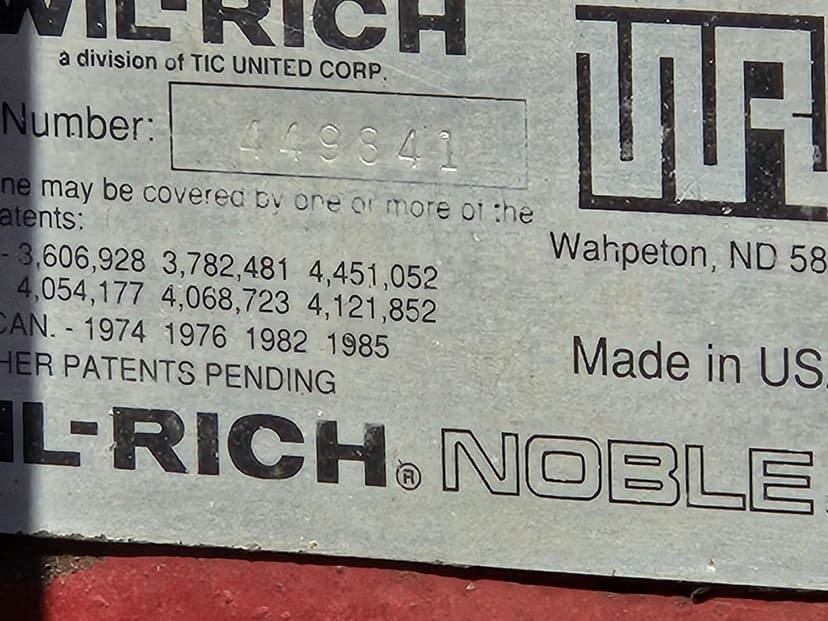 WIL-RICH
a division of TIC UNITED CORP.
WR
Number: 449841
ne may be covered by one or more of the
atents:
Wahpeton, ND 58
- 3,606,928 3,782,481 4,451,052
4,054,177 4,068,723 4,121,852
CAN. - 1974 1976 1982 1985
Made in USA
HER PATENTS PENDING
IL-RICH® NOBLE